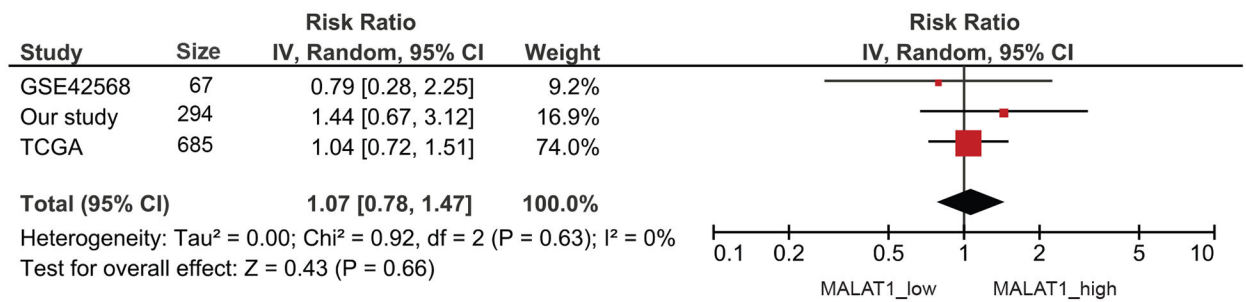 Risk Ratio Risk Ratio
Study Size IV, Random, 95% CI Weight IV, Random, 95% CI
GSE42568 67 0.79 [0.28, 2.25] 9.2%
Our study 294 1.44 [0.67, 3.12] 16.9%
TCGA 685 1.04 [0.72, 1.51] 74.0%
Total (95% CI) 1.07 [0.78, 1.47] 100.0%
Heterogeneity: Tau² = 0.00; Chi² = 0.92, df = 2 (P = 0.63); I² = 0%
Test for overall effect: Z = 0.43 (P = 0.66)
0.1 0.2 0.5 1 2 5 10
MALAT1_low MALAT1_high